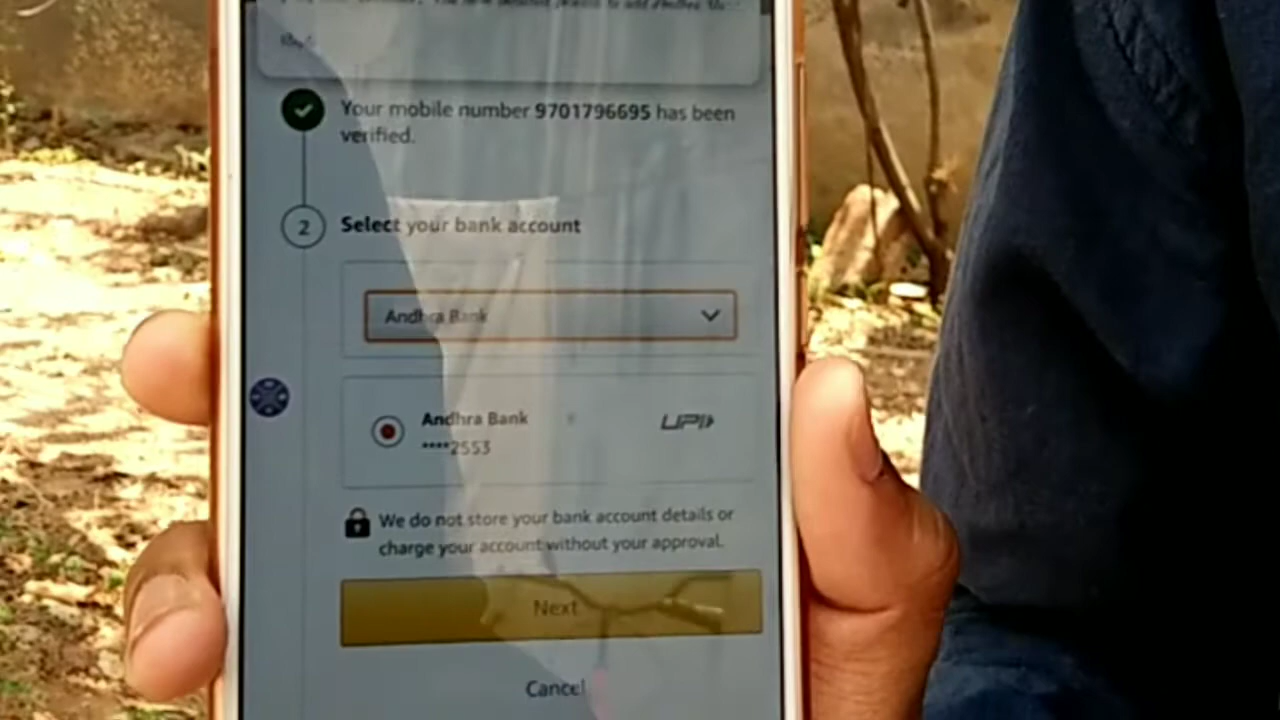 Your mobile number 9701796695 has been
verified.
2
Select your bank account
Andhra Bank
Andhra Bank
UPI
****2553
We do not store your bank account details or
charge your account without your approval.
Next
Cancel